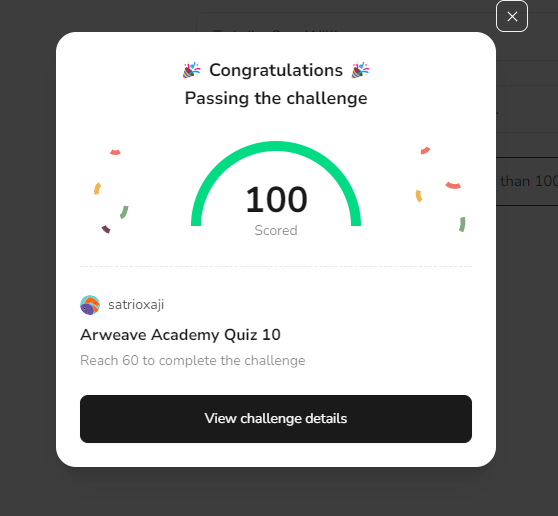 🎉 Congratulations 🎉
Passing the challenge
100
Scored
than 100
satrioxaji
Arweave Academy Quiz 10
Reach 60 to complete the challenge
View challenge details